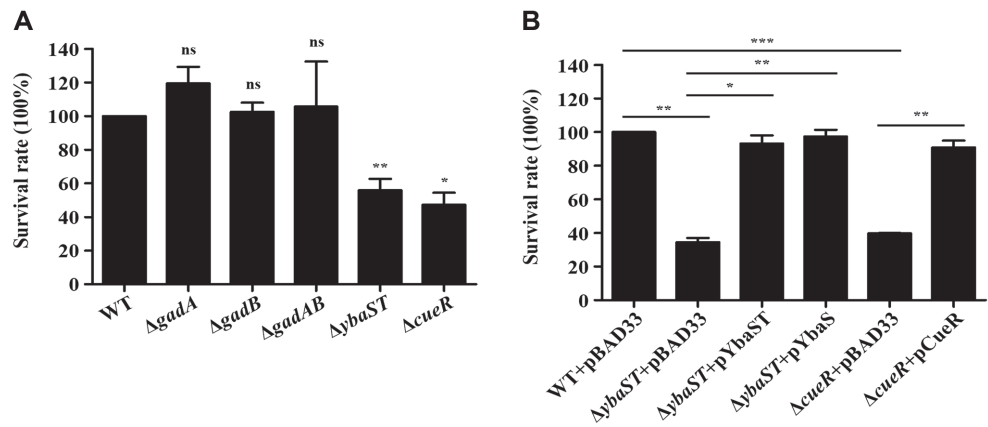 A
Survival rate (100%)
140
120
100
80
60
40
20
0
ns
ns
ns
**
*
WT
ΔgadA
ΔgadB
ΔgadAB
ΔybaST
ΔcueR
B
Survival rate (100%)
140
120
100
80
60
40
20
0
***
**
*
**
**
WT+pBAD33
ΔybaST+pBAD33
ΔybaST+pYbaST
ΔybaST+pYbaS
ΔcueR+pBAD33
ΔcueR+pCueR